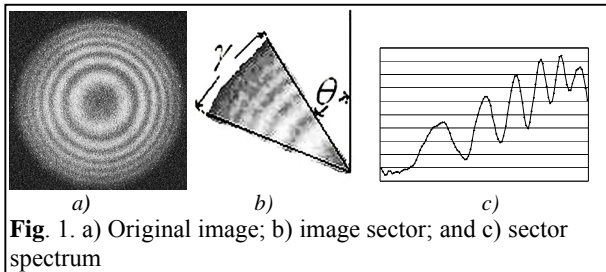 γ
θ
a) b) c)
Fig. 1. a) Original image; b) image sector; and c) sector
spectrum